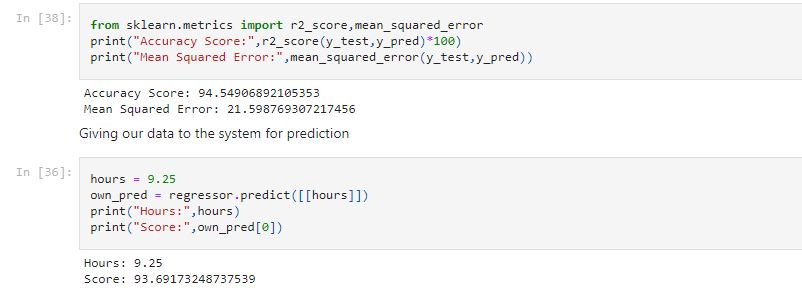 In [38]:
from sklearn.metrics import r2_score,mean_squared_error
print("Accuracy Score:",r2_score(y_test,y_pred)*100)
print("Mean Squared Error:",mean_squared_error(y_test,y_pred))
Accuracy Score: 94.54906892105353
Mean Squared Error: 21.598769307217456
Giving our data to the system for prediction
In [36]:
hours = 9.25
own_pred = regressor.predict([[hours]])
print("Hours:",hours)
print("Score:",own_pred[0])
Hours: 9.25
Score: 93.69173248737539